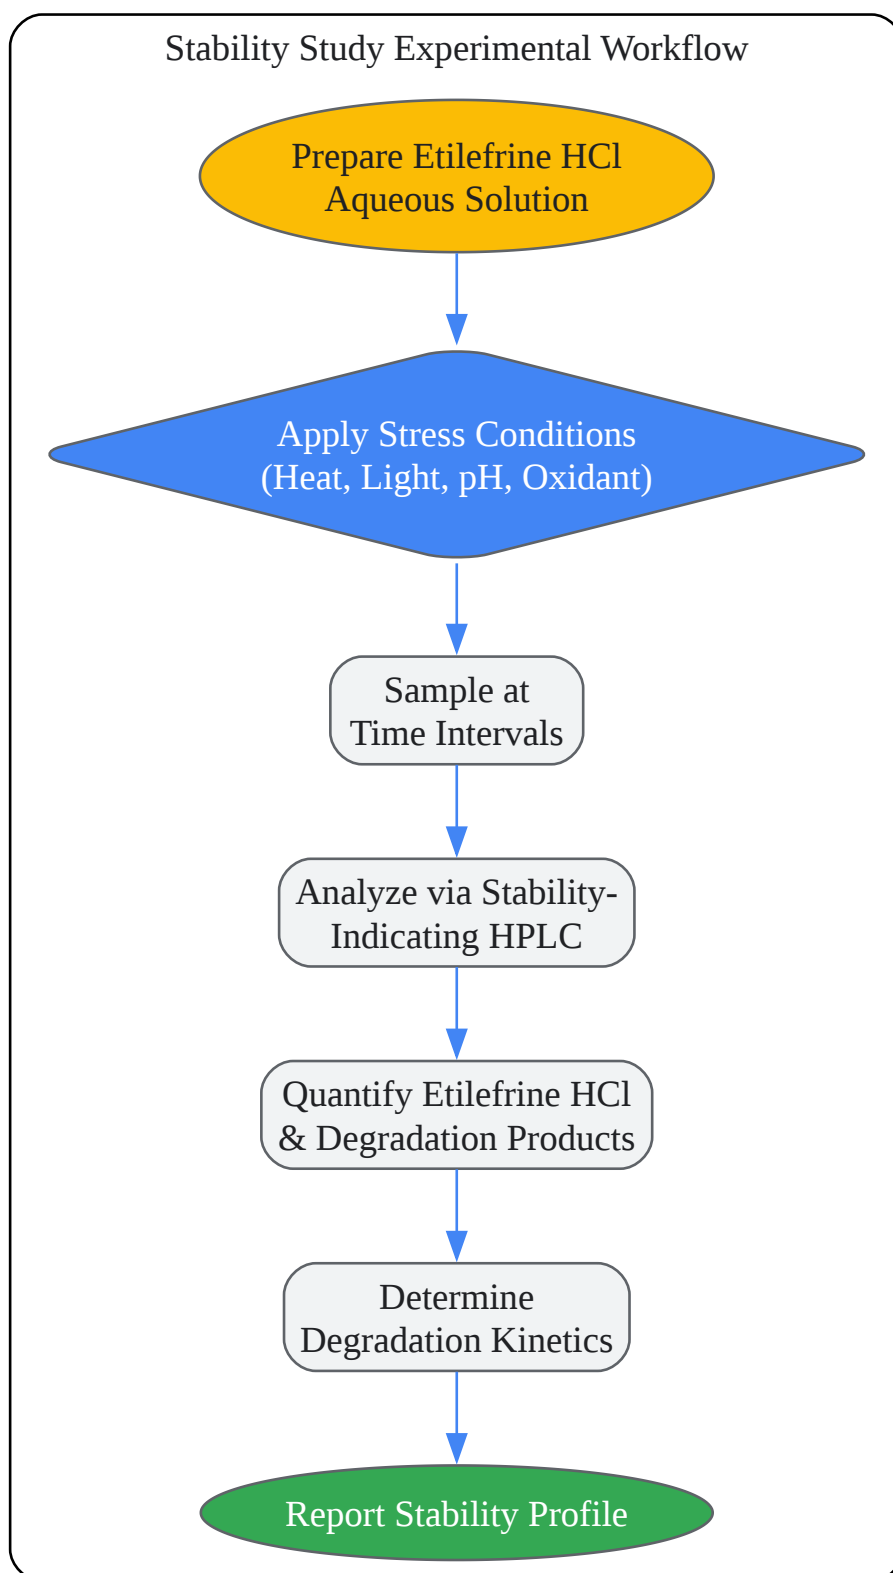 Stability Study Experimental Workflow
Prepare Etilefrine HCl
Aqueous Solution
Apply Stress Conditions
(Heat, Light, pH, Oxidant)
Sample at
Time Intervals
Analyze via Stability-
Indicating HPLC
Quantify Etilefrine HCl
& Degradation Products
Determine
Degradation Kinetics
Report Stability Profile